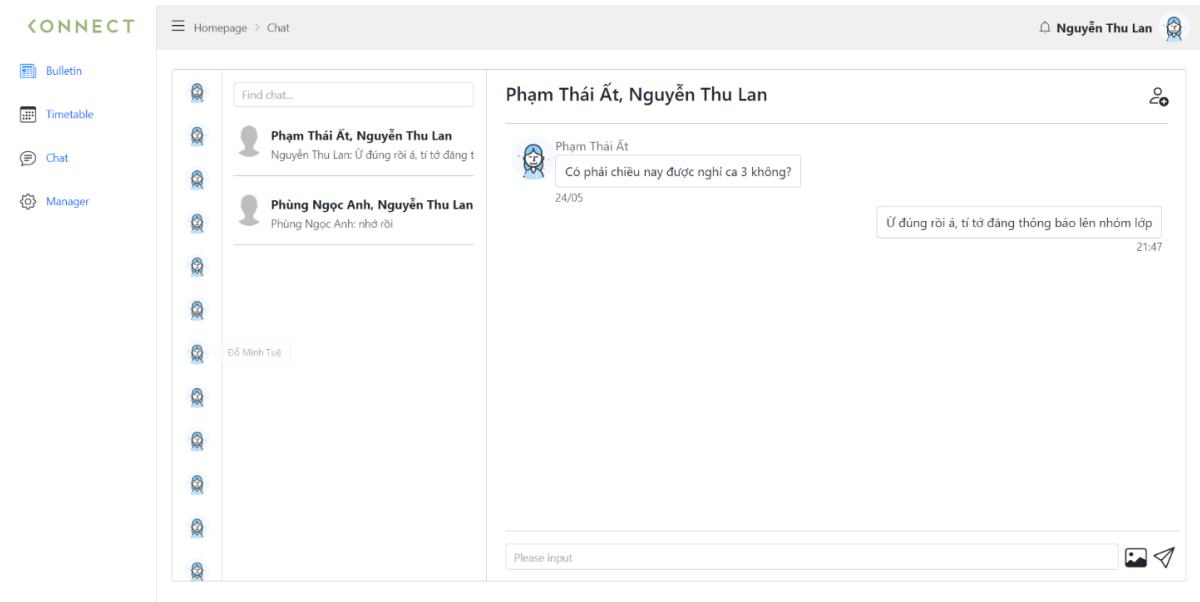 KONNECT
Homepage > Chat
Nguyễn Thu Lan
Bulletin
Timetable
Chat
Manager
Find chat...
Phạm Thái Ất, Nguyễn Thu Lan
Nguyễn Thu Lan: Ừ đúng rồi á, tí tớ đăng t
Phùng Ngọc Anh, Nguyễn Thu Lan
Phùng Ngọc Anh: nhớ rồi
Đỗ Minh Tuệ
Phạm Thái Ất, Nguyễn Thu Lan
Phạm Thái Ất
Có phải chiều nay được nghỉ ca 3 không?
24/05
Ừ đúng rồi á, tí tớ đăng thông báo lên nhóm lớp
21:47
Please input